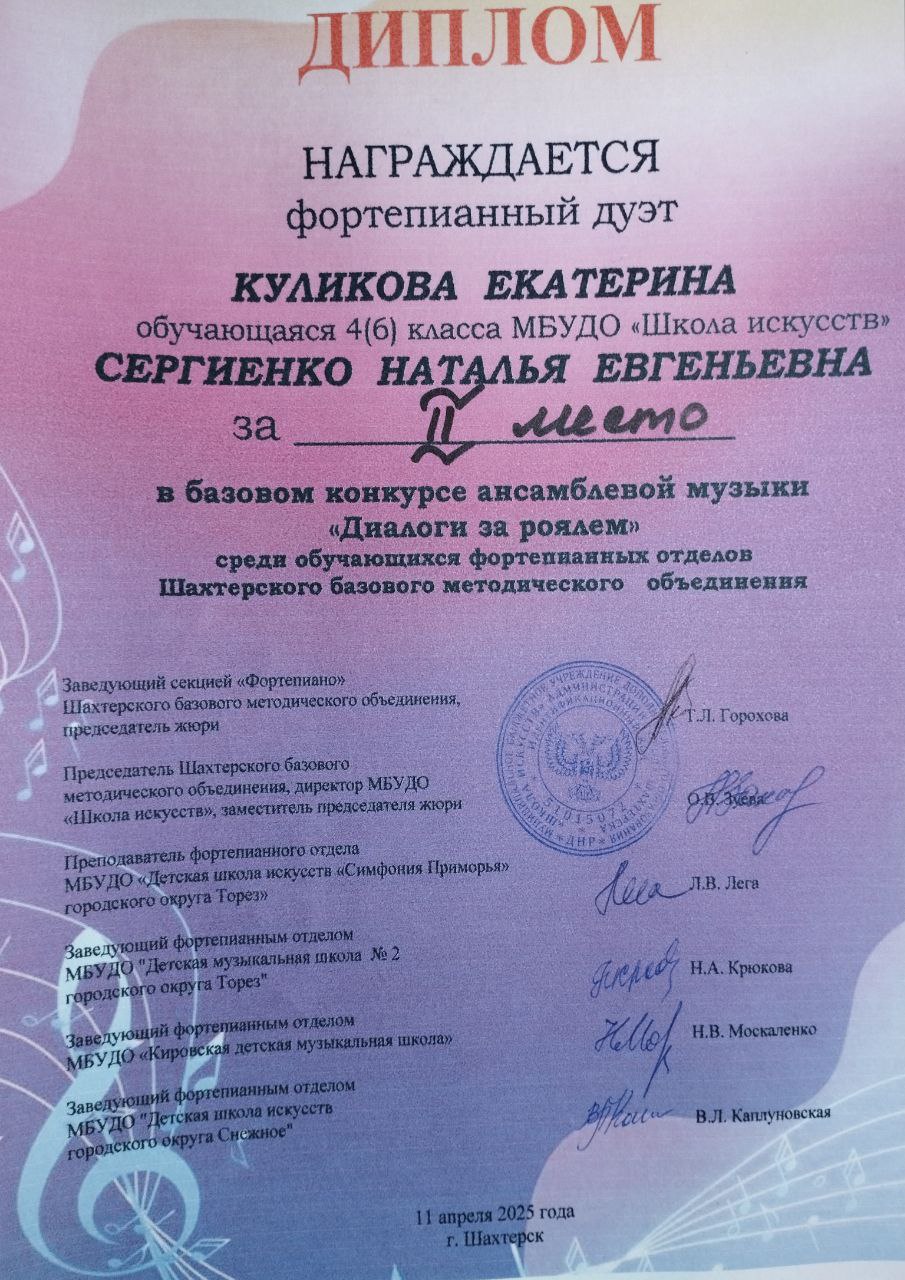 ДИПЛОМ
НАГРАЖДАЕТСЯ
фортепианный дуэт
КУЛИКОВА ЕКАТЕРИНА
обучающаяся 4(6) класса МБУДО «Школа искусств»
СЕРГИЕНКО НАТАЛЬЯ ЕВГЕНЬЕВНА
за II место
в базовом конкурсе ансамблевой музыки
«Диалоги за роялем»
среди обучающихся фортепианных отделов
Шахтерского базового методического объединения
Заведующий секцией «Фортепиано»
Шахтерского базового методического объединения,
председатель жюри
Т.Л. Горохова
Председатель Шахтерского базового
методического объединения, директор МБУДО
«Школа искусств», заместитель председателя жюри
О.В. Зуева
Преподаватель фортепианного отдела
МБУДО «Детская школа искусств «Симфония Приморья»
городского округа Торез»
Л.В. Лега
Заведующий фортепианным отделом
МБУДО "Детская музыкальная школа № 2
городского округа Торез"
Н.А. Крюкова
Заведующий фортепианным отделом
МБУДО «Кировская детская музыкальная школа»
Н.В. Москаленко
Заведующий фортепианным отделом
МБУДО "Детская школа искусств
городского округа Снежное"
В.Л. Каплуновская
11 апреля 2025 года
г. Шахтерск